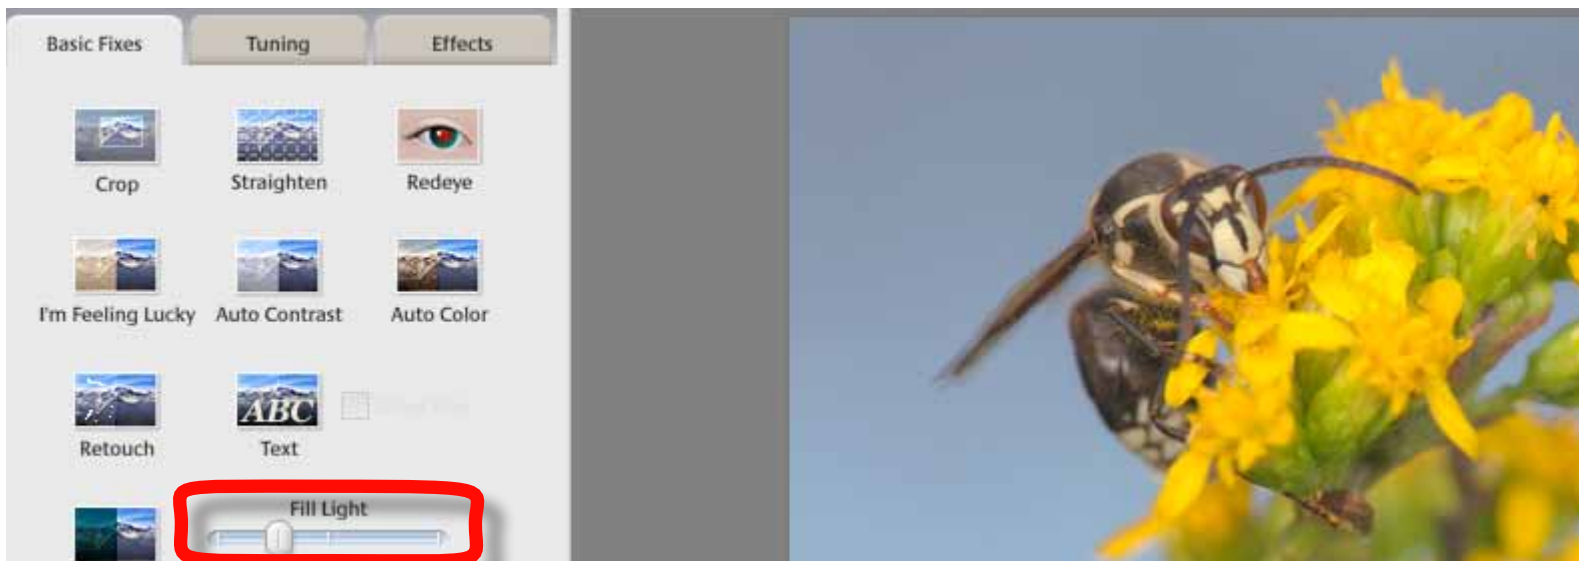 Basic Fixes Tuning Effects
Crop Straighten Redeye
I'm Feeling Lucky Auto Contrast Auto Color
ABC
Retouch Text
Fill Light